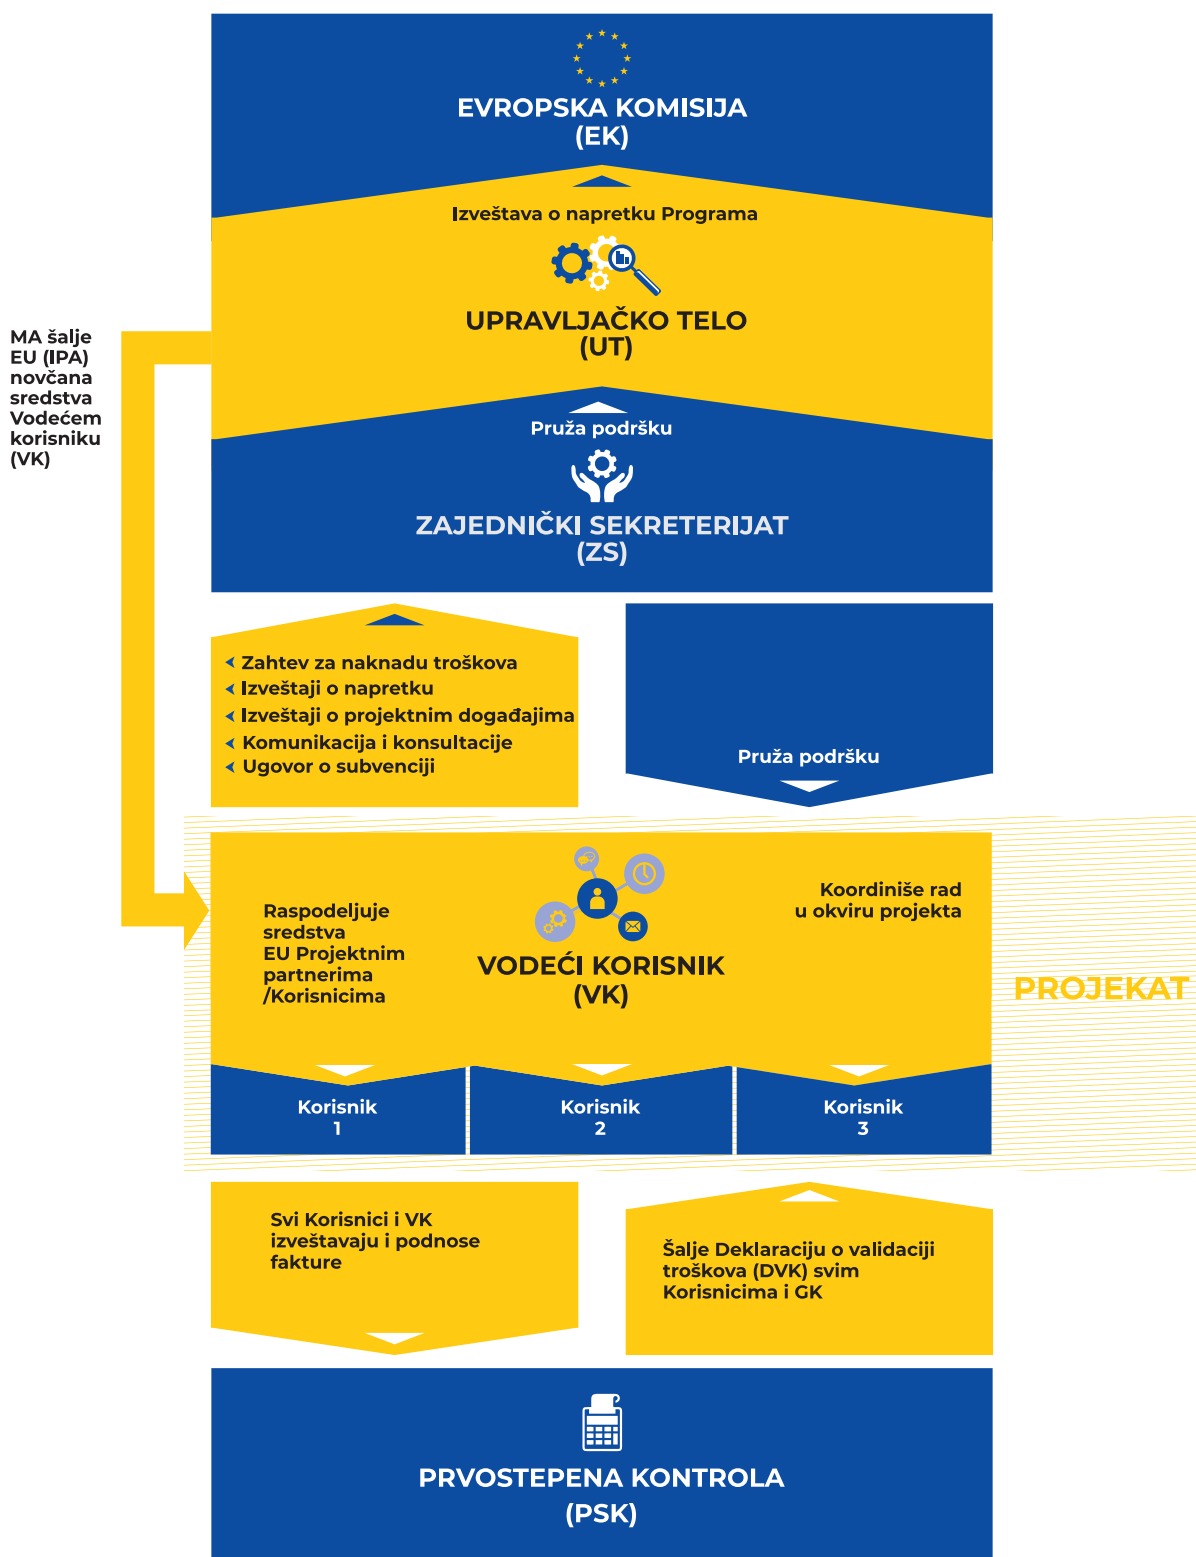 EVROPSKA KOMISIJA
(EK)
Izveštava o napretku Programa
UPRAVLJAČKO TELO
(UT)
MA šalje
EU (IPA)
novčana
sredstva
Vodećem
korisniku
(VK)
Pruža podršku
ZAJEDNIČKI SEKRETERIJAT
(ZS)
Zahtev za naknadu troškova
Izveštaji o napretku
Izveštaji o projektnim događajima
Komunikacija i konsultacije
Ugovor o subvenciji
Pruža podršku
Raspodeljuje
sredstva
EU Projektnim
partnerima
/Korisnicima
VODEĆI KORISNIK
(VK)
Koordiniše rad
u okviru projekta
PROJEKAT
Korisnik
1
Korisnik
2
Korisnik
3
Svi Korisnici i VK
izveštavaju i podnose
fakture
Šalje Deklaraciju o validaciji
troškova (DVK) svim
Korisnicima i GK
PRVOSTEPENA KONTROLA
(PSK)